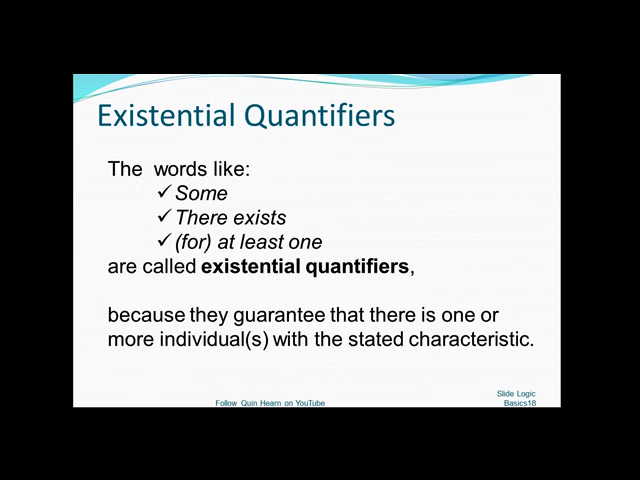 Existential Quantifiers
The words like:
✓ Some
✓ There exists
✓ (for) at least one
are called existential quantifiers,
because they guarantee that there is one or
more individual(s) with the stated characteristic.
Follow Quin Hearn on YouTube
Slide Logic
Basics18